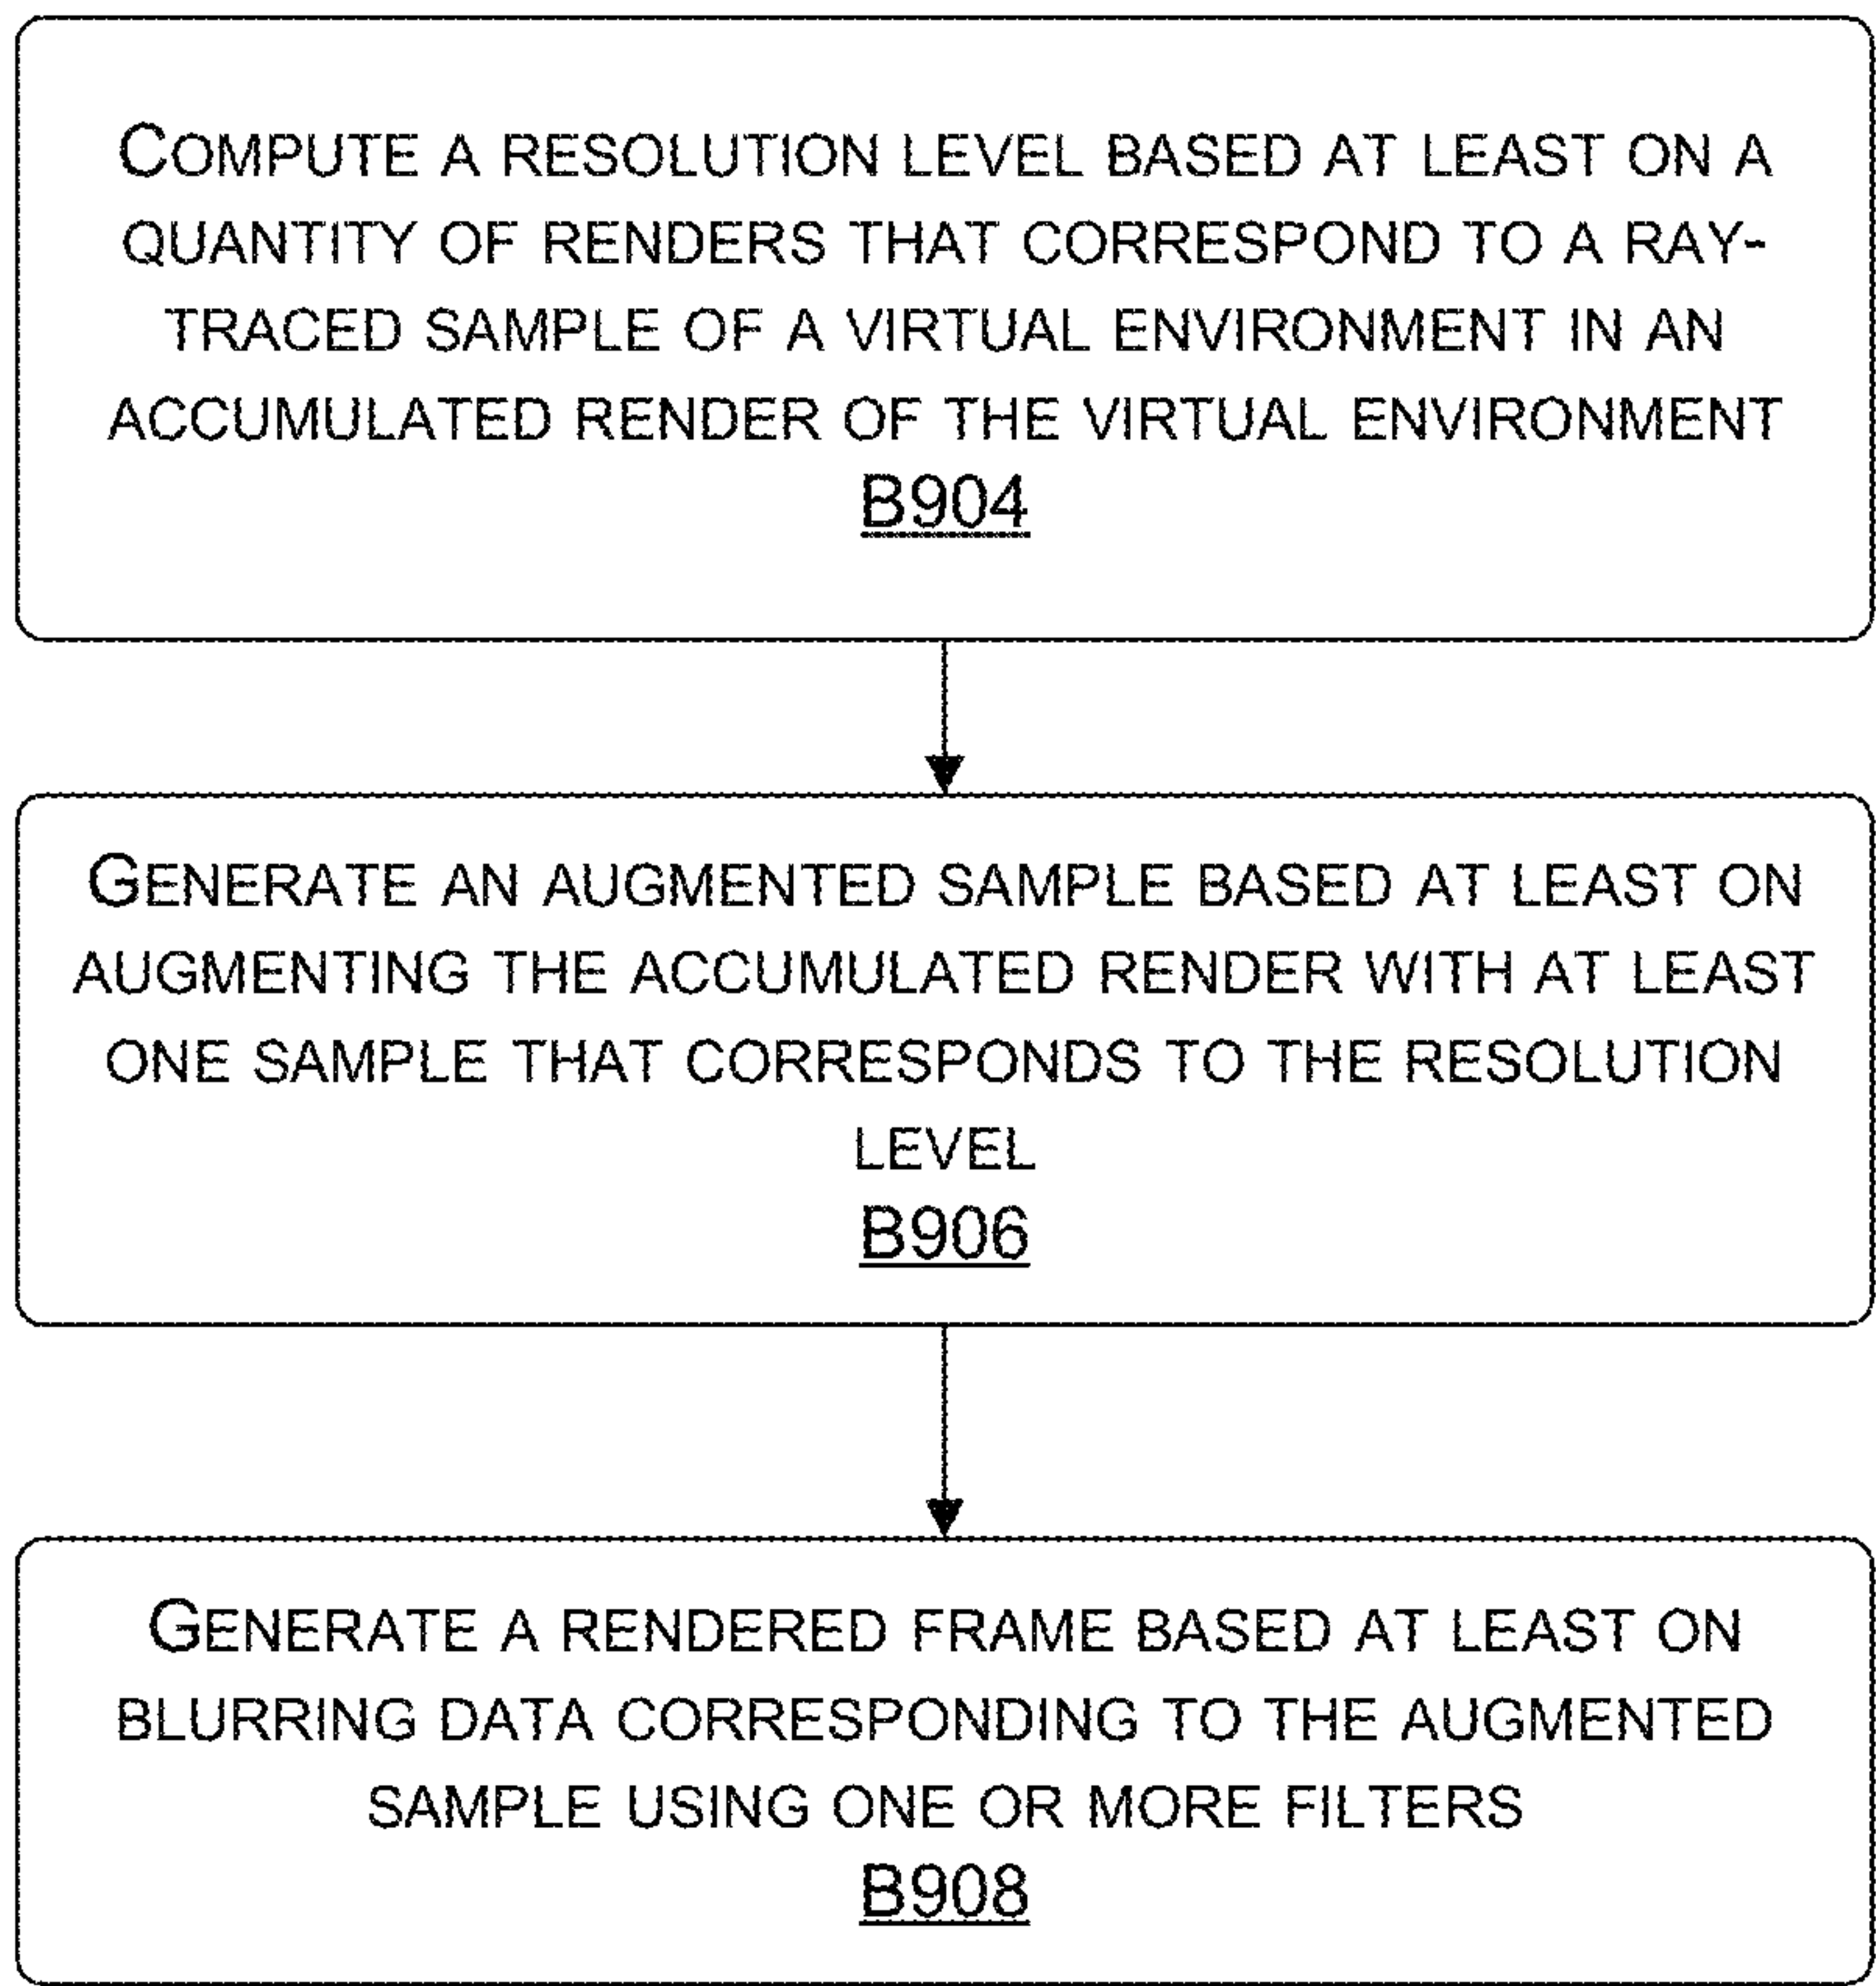 COMPUTE A RESOLUTION LEVEL BASED AT LEAST ON A
QUANTITY OF RENDERS THAT CORRESPOND TO A RAY-
TRACED SAMPLE OF A VIRTUAL ENVIRONMENT IN AN
ACCUMULATED RENDER OF THE VIRTUAL ENVIRONMENT
B904
GENERATE AN AUGMENTED SAMPLE BASED AT LEAST ON
AUGMENTING THE ACCUMULATED RENDER WITH AT LEAST
ONE SAMPLE THAT CORRESPONDS TO THE RESOLUTION
LEVEL
B906
GENERATE A RENDERED FRAME BASED AT LEAST ON
BLURRING DATA CORRESPONDING TO THE AUGMENTED
SAMPLE USING ONE OR MORE FILTERS
B908